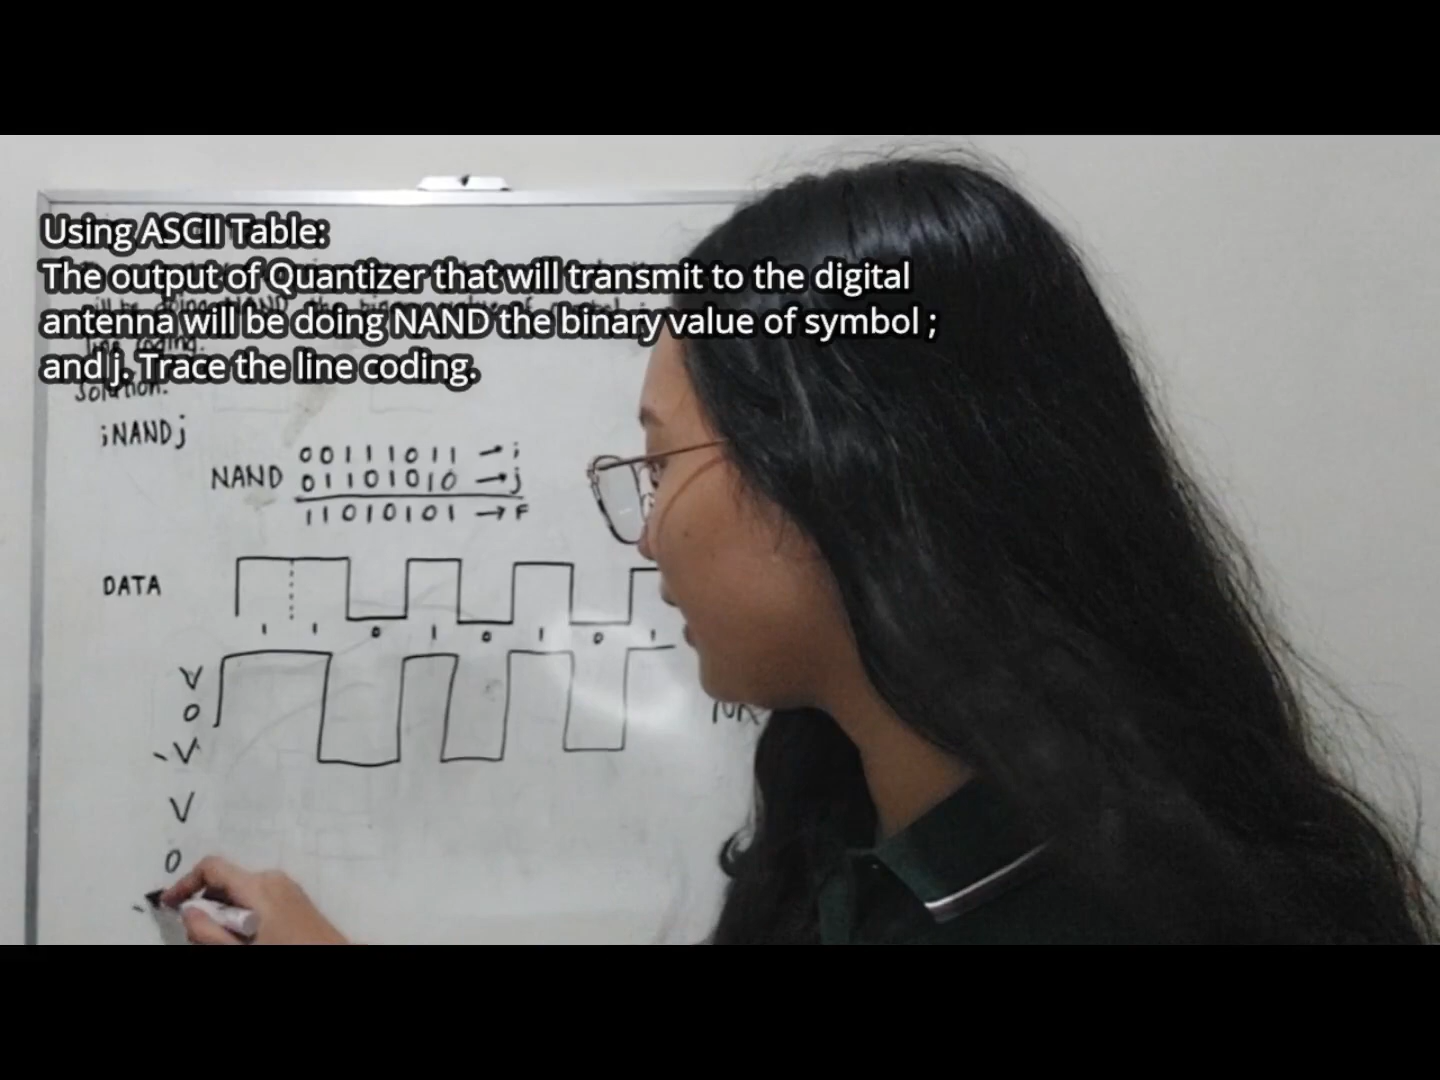 Using ASCII Table:
The output of Quantizer that will transmit to the digital
antenna will be doing NAND the binary value of symbol ;
and j. Trace the line coding.
Solution:
;NANDj
00111011 → ;
NAND 01101010 → j
11010101 → F
DATA
1 1 0 1 0 1 0 1
V
0
-V
V
0
-